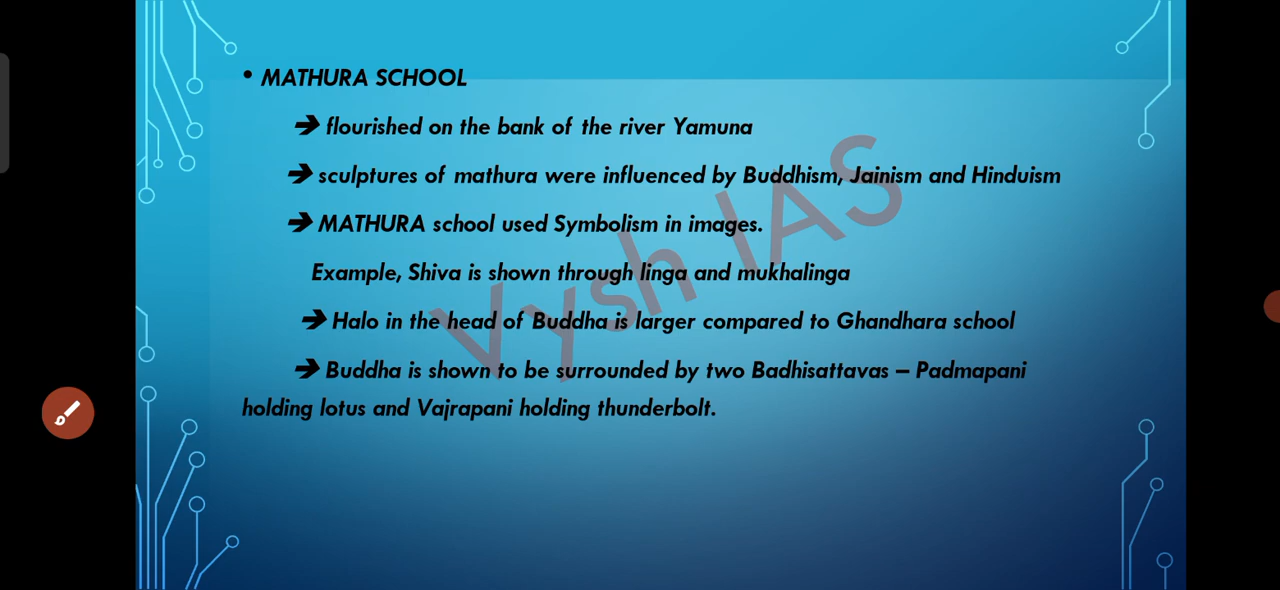 • MATHURA SCHOOL
➔ flourished on the bank of the river Yamuna
➔ sculptures of mathura were influenced by Buddhism, Jainism and Hinduism
➔ MATHURA school used Symbolism in images.
Example, Shiva is shown through linga and mukhalinga
➔ Halo in the head of Buddha is larger compared to Ghandhara school
➔ Buddha is shown to be surrounded by two Badhisattavas – Padmapani
holding lotus and Vajrapani holding thunderbolt.
Vysh IAS